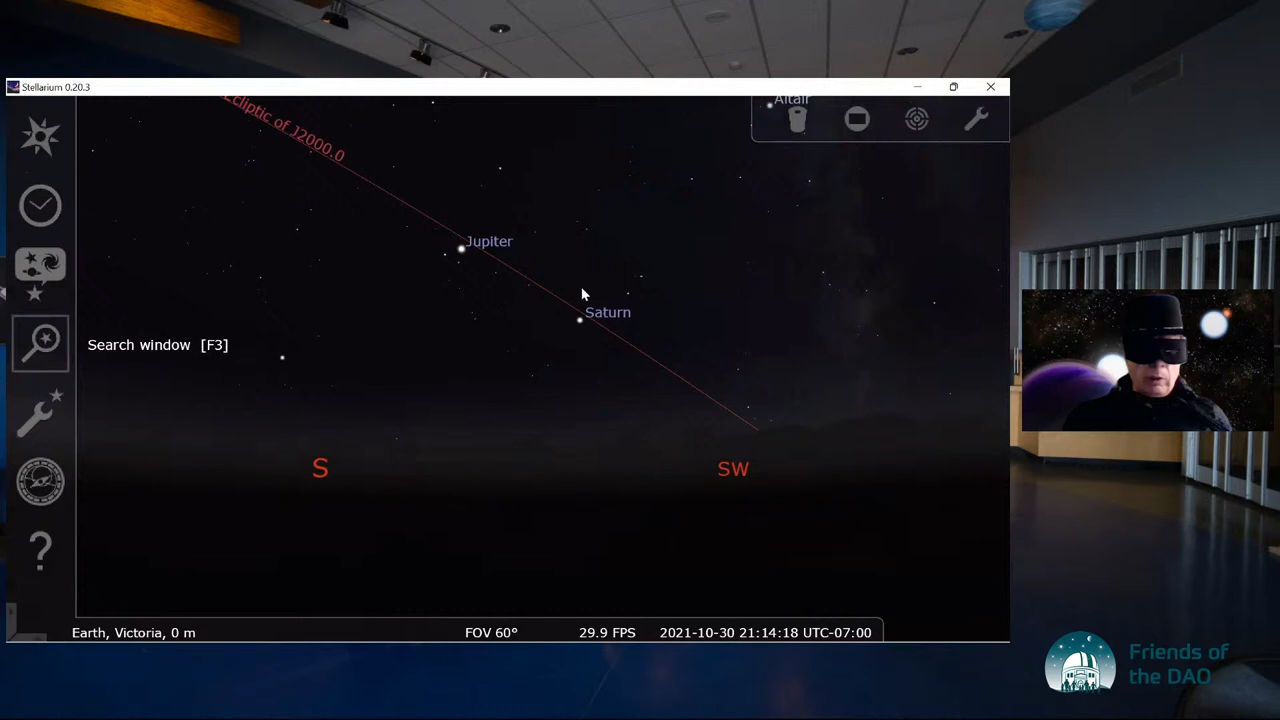 Stellarium 0.20.3
Altair
Ecliptic of J2000.0
Jupiter
Saturn
Search window [F3]
S
SW
Earth, Victoria, 0 m
FOV 60°
29.9 FPS
2021-10-30 21:14:18 UTC-07:00
Friends of
the DAO